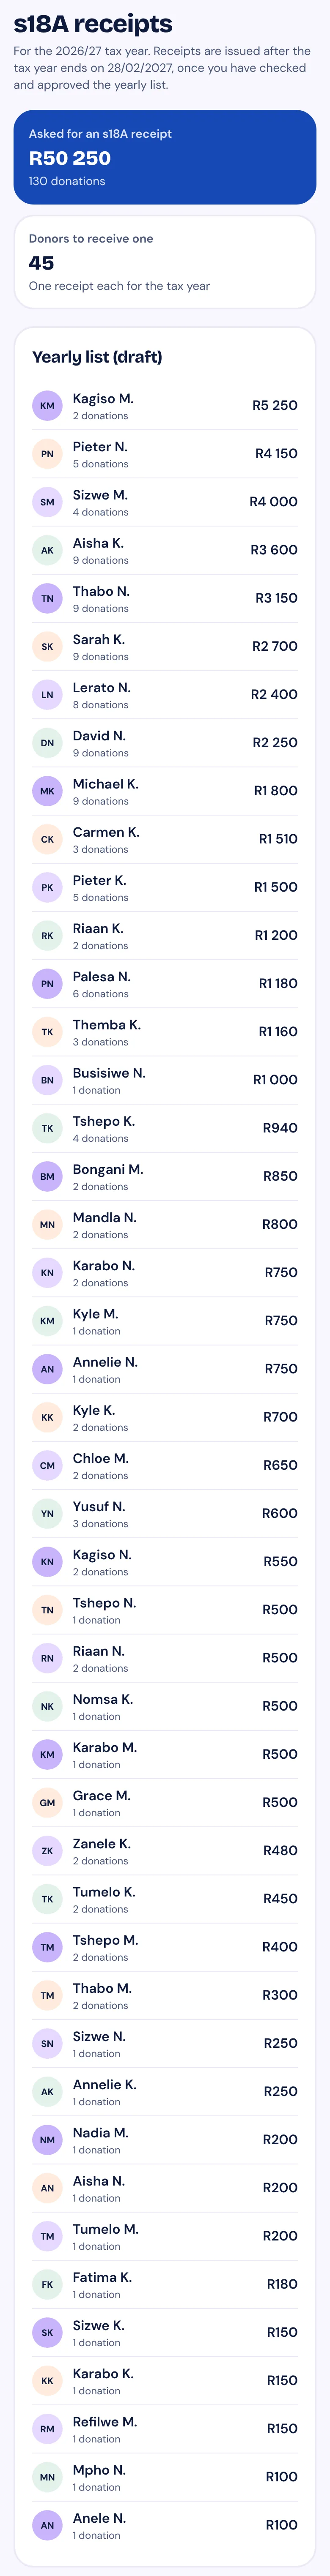 s18A receipts
For the 2026/27 tax year. Receipts are issued after the
tax year ends on 28/02/2027, once you have checked
and approved the yearly list.
Asked for an s18A receipt
R50 250
130 donations
Donors to receive one
45
One receipt each for the tax year
Yearly list (draft)
KM Kagiso M. R5 250
2 donations
PN Pieter N. R4 150
5 donations
SM Sizwe M. R4 000
4 donations
AK Aisha K. R3 600
9 donations
TN Thabo N. R3 150
9 donations
SK Sarah K. R2 700
9 donations
LN Lerato N. R2 400
8 donations
DN David N. R2 250
9 donations
MK Michael K. R1 800
9 donations
CK Carmen K. R1 510
3 donations
PK Pieter K. R1 500
5 donations
RK Riaan K. R1 200
2 donations
PN Palesa N. R1 180
6 donations
TK Themba K. R1 160
3 donations
BN Busisiwe N. R1 000
1 donation
TK Tshepo K. R940
4 donations
BM Bongani M. R850
2 donations
MN Mandla N. R800
2 donations
KN Karabo N. R750
2 donations
KM Kyle M. R750
1 donation
AN Annelie N. R750
1 donation
KK Kyle K. R700
2 donations
CM Chloe M. R650
2 donations
YN Yusuf N. R600
3 donations
KN Kagiso N. R550
2 donations
TN Tshepo N. R500
1 donation
RN Riaan N. R500
2 donations
NK Nomsa K. R500
1 donation
KM Karabo M. R500
1 donation
GM Grace M. R500
1 donation
ZK Zanele K. R480
2 donations
TK Tumelo K. R450
2 donations
TM Tshepo M. R400
2 donations
TM Thabo M. R300
2 donations
SN Sizwe N. R250
1 donation
AK Annelie K. R250
1 donation
NM Nadia M. R200
1 donation
AN Aisha N. R200
1 donation
TM Tumelo M. R200
1 donation
FK Fatima K. R180
1 donation
SK Sizwe K. R150
1 donation
KK Karabo K. R150
1 donation
RM Refilwe M. R150
1 donation
MN Mpho N. R100
1 donation
AN Anele N. R100
1 donation